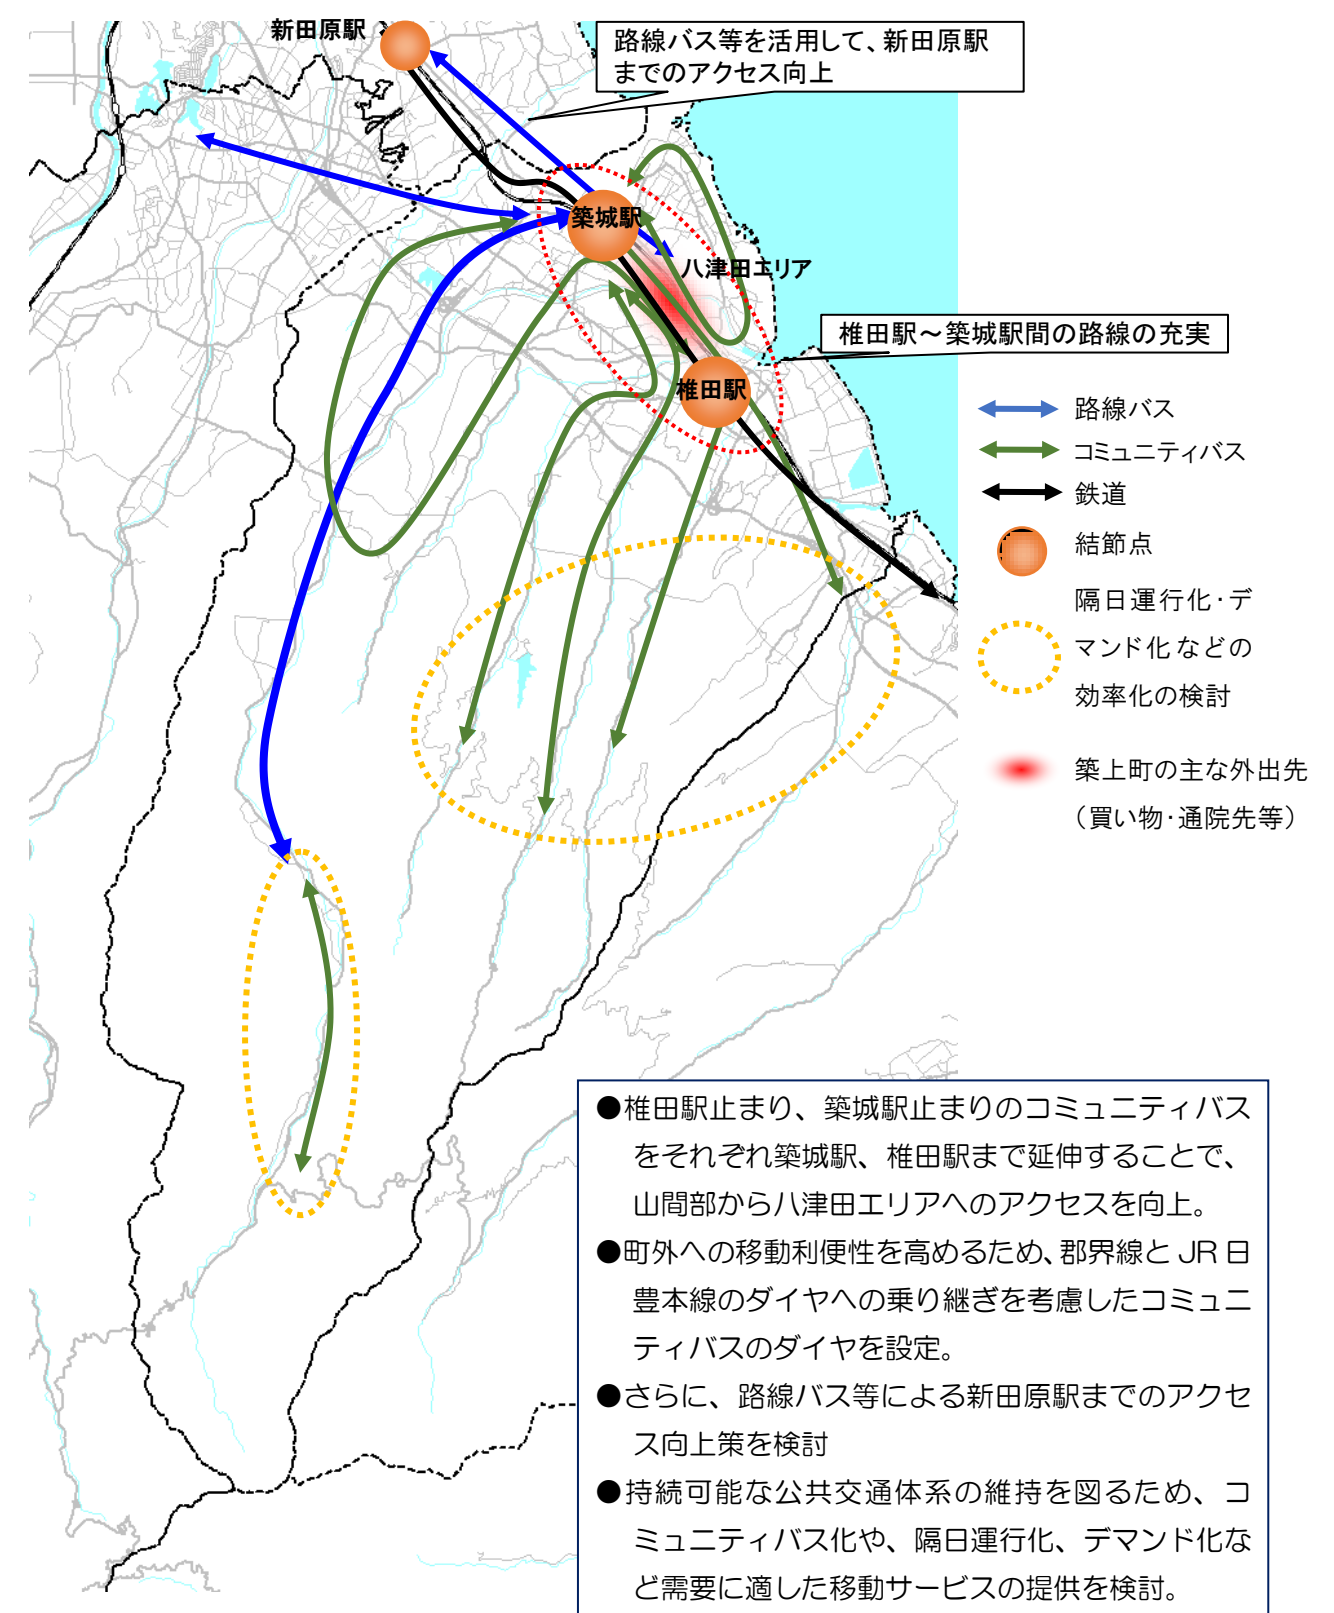 新田原駅
路線バス等を活用して、新田原駅
までのアクセス向上
築城駅
八津田エリア
椎田駅～築城駅間の路線の充実
椎田駅
路線バス
コミュニティバス
鉄道
結節点
隔日運行化・デ
マンド化などの
効率化の検討
築上町の主な外出先
（買い物・通院先等）
●椎田駅止まり、築城駅止まりのコミュニティバス
をそれぞれ築城駅、椎田駅まで延伸することで、
山間部から八津田エリアへのアクセスを向上。
●町外への移動利便性を高めるため、郡界線と JR 日
豊本線のダイヤへの乗り継ぎを考慮したコミュニ
ティバスのダイヤを設定。
●さらに、路線バス等による新田原駅までのアクセ
ス向上策を検討
●持続可能な公共交通体系の維持を図るため、コ
ミュニティバス化や、隔日運行化、デマンド化な
ど需要に適した移動サービスの提供を検討。